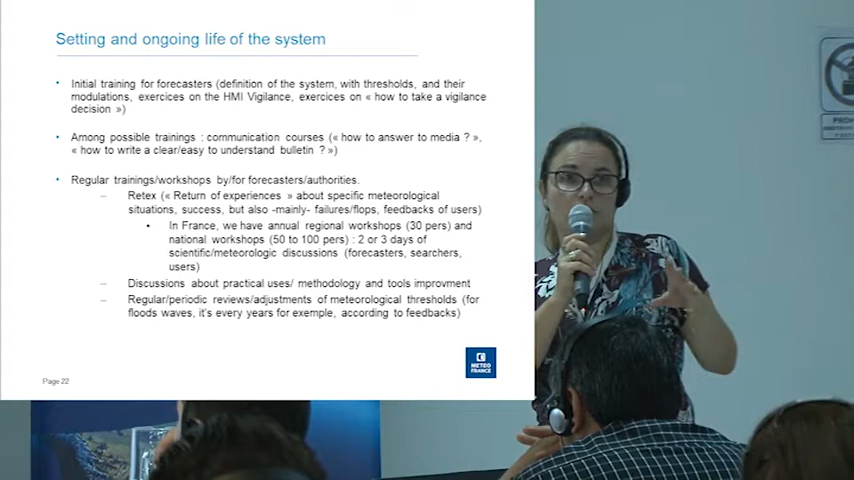 Setting and ongoing life of the system
• Initial training for forecasters (definition of the system, with thresholds, and their
modulations, exercices on the HMI Vigilance, exercices on « how to take a vigilance
decision »)
• Among possible trainings : communication courses (« how to answer to media ? »,
« how to write a clear/easy to understand bulletin ? »)
• Regular trainings/workshops by/for forecasters/authorities.
– Retex (« Return of experiences » about specific meteorological
situations, success, but also -mainly- failures/flops, feedbacks of users)
• In France, we have annual regional workshops (30 pers) and
national workshops (50 to 100 pers) : 2 or 3 days of
scientific/meteorologic discussions (forecasters, searchers,
users)
– Discussions about practical uses/ methodology and tools improvment
– Regular/periodic reviews/adjustments of meteorological thresholds (for
floods waves, it's every years for exemple, according to feedbacks)
METEO
FRANCE
Page 22